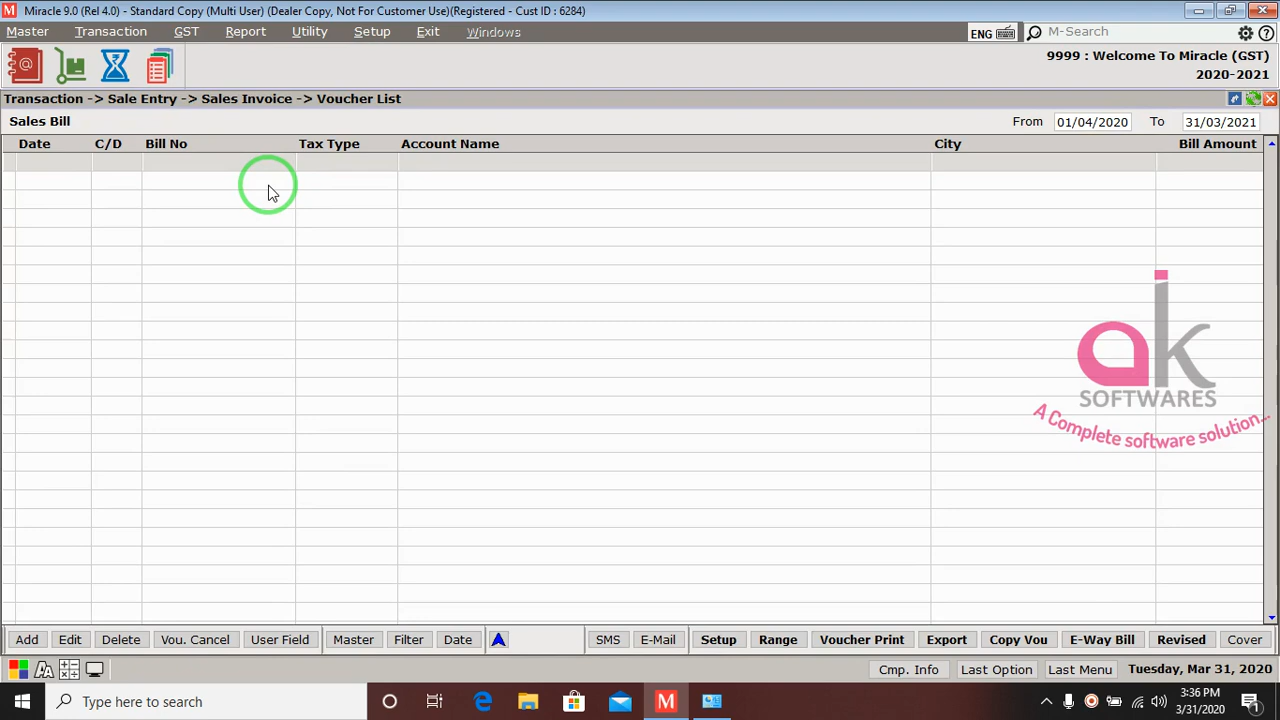 Miracle 9.0 (Rel 4.0) - Standard Copy (Multi User) (Dealer Copy, Not For Customer Use)(Registered - Cust ID : 6284)
Master Transaction GST Report Utility Setup Exit Windows ENG M-Search
9999 : Welcome To Miracle (GST)
2020-2021
Transaction -> Sale Entry -> Sales Invoice -> Voucher List
Sales Bill From 01/04/2020 To 31/03/2021
Date C/D Bill No Tax Type Account Name City Bill Amount
ak
SOFTWARES
A Complete software solution...
Add Edit Delete Vou. Cancel User Field Master Filter Date SMS E-Mail Setup Range Voucher Print Export Copy Vou E-Way Bill Revised Cover
Cmp. Info Last Option Last Menu Tuesday, Mar 31, 2020
Type here to search
3:36 PM
3/31/2020